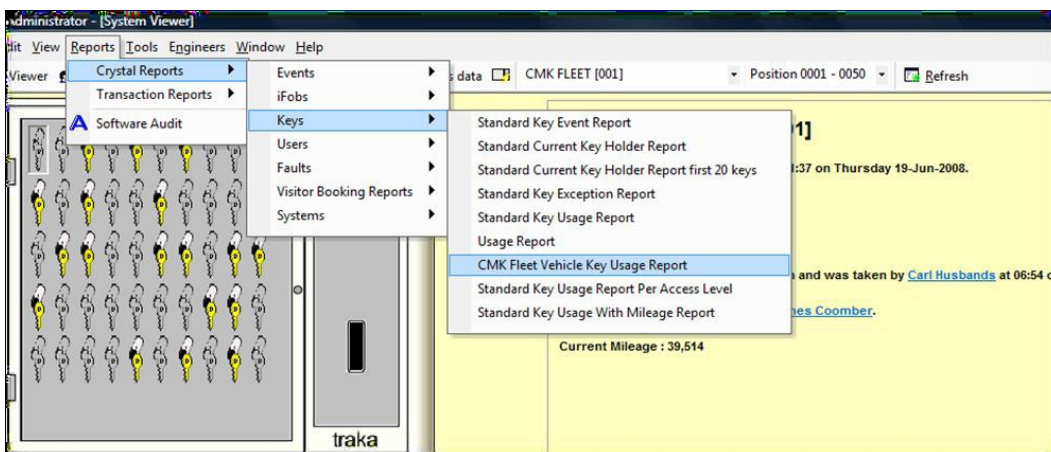 Administrator - [System Viewer]
dit View Reports Tools Engineers Window Help
Viewer
s data CMK FLEET [001] Position 0001 - 0050 Refresh
Crystal Reports
Transaction Reports
Software Audit
Events
iFobs
Keys
Users
Faults
Visitor Booking Reports
Systems
Standard Key Event Report
Standard Current Key Holder Report
Standard Current Key Holder Report first 20 keys
Standard Key Exception Report
Standard Key Usage Report
Usage Report
CMK Fleet Vehicle Key Usage Report
Standard Key Usage Report Per Access Level
Standard Key Usage With Mileage Report
1]
:37 on Thursday 19-Jun-2008.
and was taken by Carl Husbands at 06:54
es Coomber.
Current Mileage : 39,514
traka